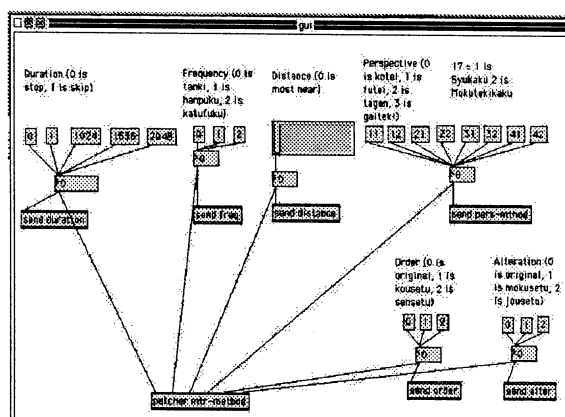 gui
Duration (0 is
stop, 1 is skip)
Frequency (0 is
tanki, 1 is
hanpuku, 2 is
katufuku)
Distance (0 is
most near)
Perspective (0
is kotei, 1 is
futei, 2 is
tagen, 3 is
gaiteki)
is
Syukaku 2 is
Mokutekikaku
0 1 1024 1536 2048
0 1 2
11 12 21 22 31 32 41 42
0
0
0
0
send duration
send freq
send distance
send pers-mthod
Order (0 is
original, 1 is
kousetu, 2 is
sensetu)
Alteration (0
is original, 1
is mokusetu, 2
is jousetu)
0 1 2
0 1 2
0
0
send order
send alter
patcher mtr-method